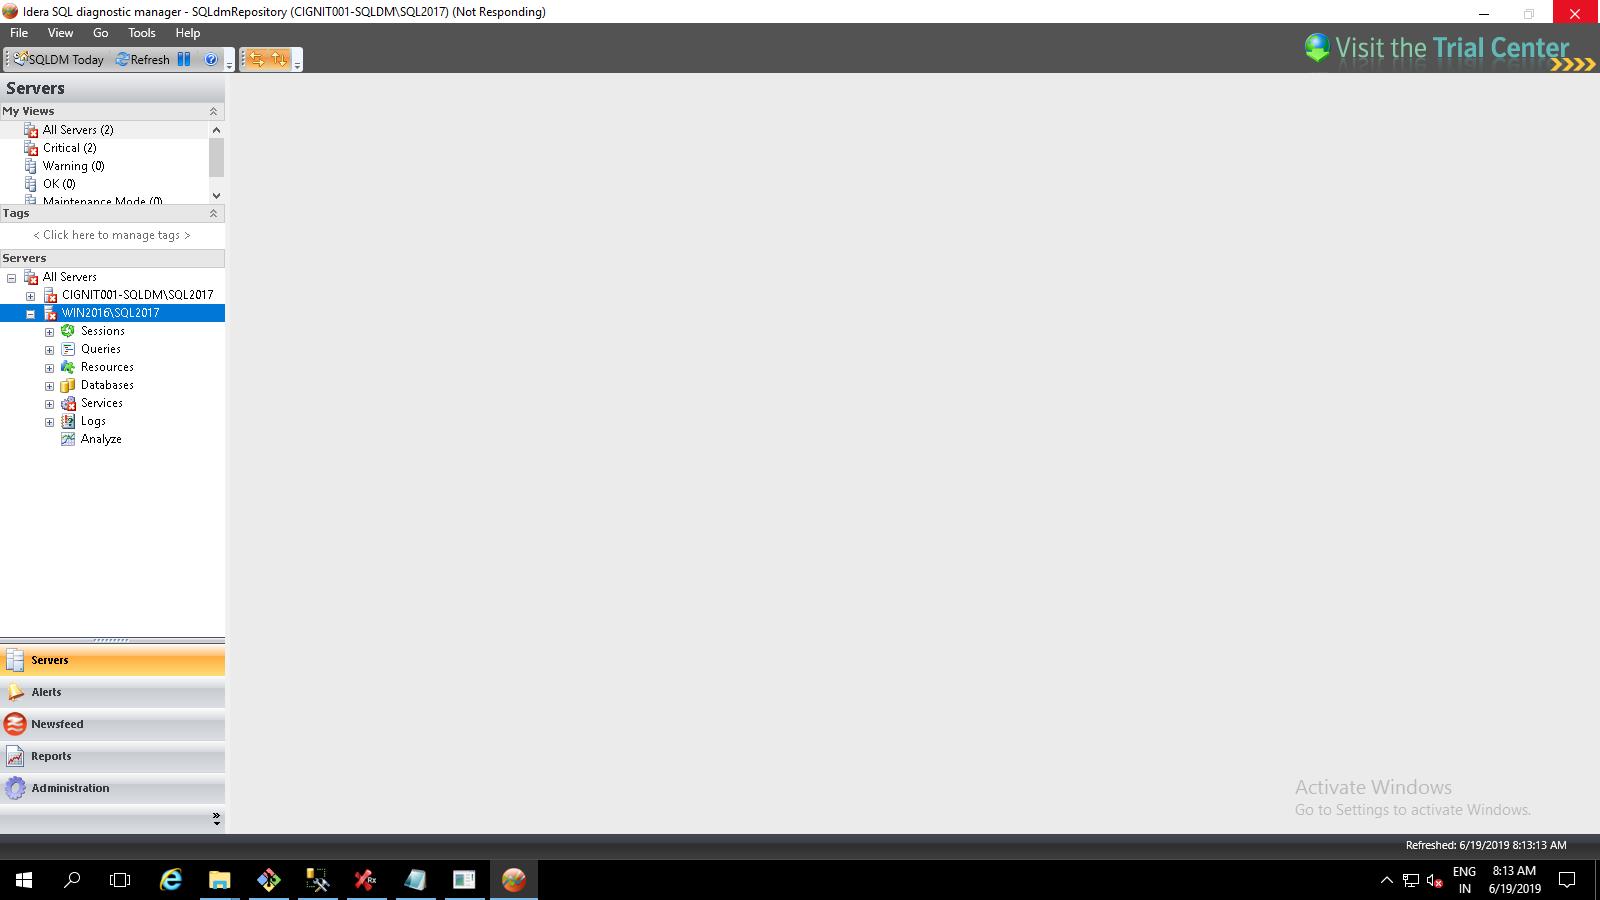 Idera SQL diagnostic manager - SQLdmRepository (CIGNIT001-SQLDM\SQL2017) (Not Responding)
File View Go Tools Help
SQLDM Today Refresh
Visit the Trial Center
Servers
My Views
All Servers (2)
Critical (2)
Warning (0)
OK (0)
Maintenance Mode (0)
Tags
< Click here to manage tags >
Servers
All Servers
CIGNIT001-SQLDM\SQL2017
WIN2016\SQL2017
Sessions
Queries
Resources
Databases
Services
Logs
Analyze
Servers
Alerts
Newsfeed
Reports
Administration
Activate Windows
Go to Settings to activate Windows.
Refreshed: 6/19/2019 8:13:13 AM
Rx
ENG
IN
8:13 AM
6/19/2019